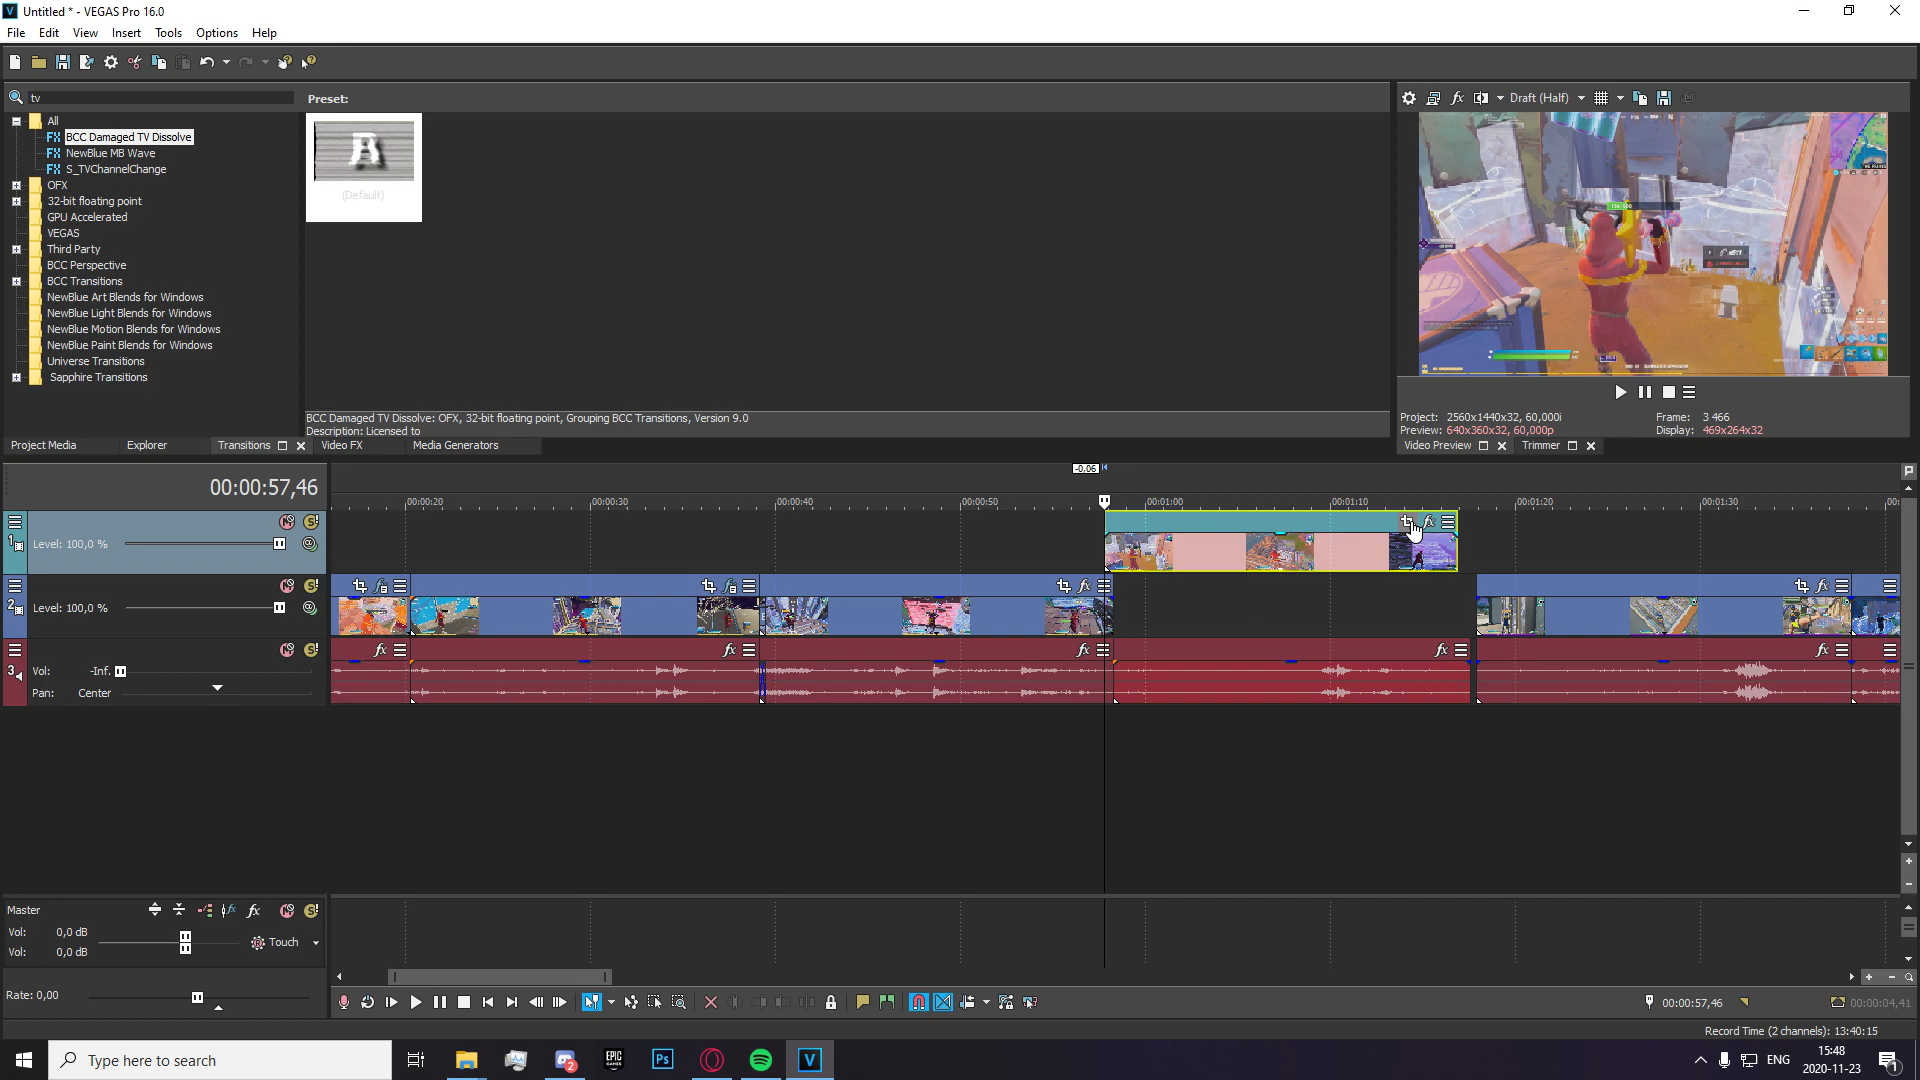 Untitled * - VEGAS Pro 16.0
File Edit View Insert Tools Options Help
tv
Preset:
Draft (Half)
All
BCC Damaged TV Dissolve
NewBlue MB Wave
S_TVChannelChange
OFX
32-bit floating point
GPU Accelerated
VEGAS
Third Party
BCC Perspective
BCC Transitions
NewBlue Art Blends for Windows
NewBlue Light Blends for Windows
NewBlue Motion Blends for Windows
NewBlue Paint Blends for Windows
Universe Transitions
Sapphire Transitions
(Default)
BCC Damaged TV Dissolve: OFX, 32-bit floating point, Grouping BCC Transitions, Version 9.0
Description: Licensed to
Project: 2560x1440x32, 60,000i
Frame: 3 466
Preview: 640x360x32, 60,000p
Display: 469x264x32
Project Media Explorer Transitions Video FX Media Generators
Video Preview Trimmer
-0.06
00:00:57,46
00:00:20 00:00:30 00:00:40 00:00:50 00:01:00 00:01:10 00:01:20 00:01:30 00:
1
Level: 100,0 %
2
Level: 100,0 %
3
Vol: -Inf.
Pan: Center
Master
Vol: 0,0 dB
Vol: 0,0 dB
Touch
Rate: 0,00
00:00:57,46
00:00:04,41
Record Time (2 channels): 13:40:15
Type here to search
2
EPIC GAMES
Ps
V
ENG
15:48
2020-11-23
1